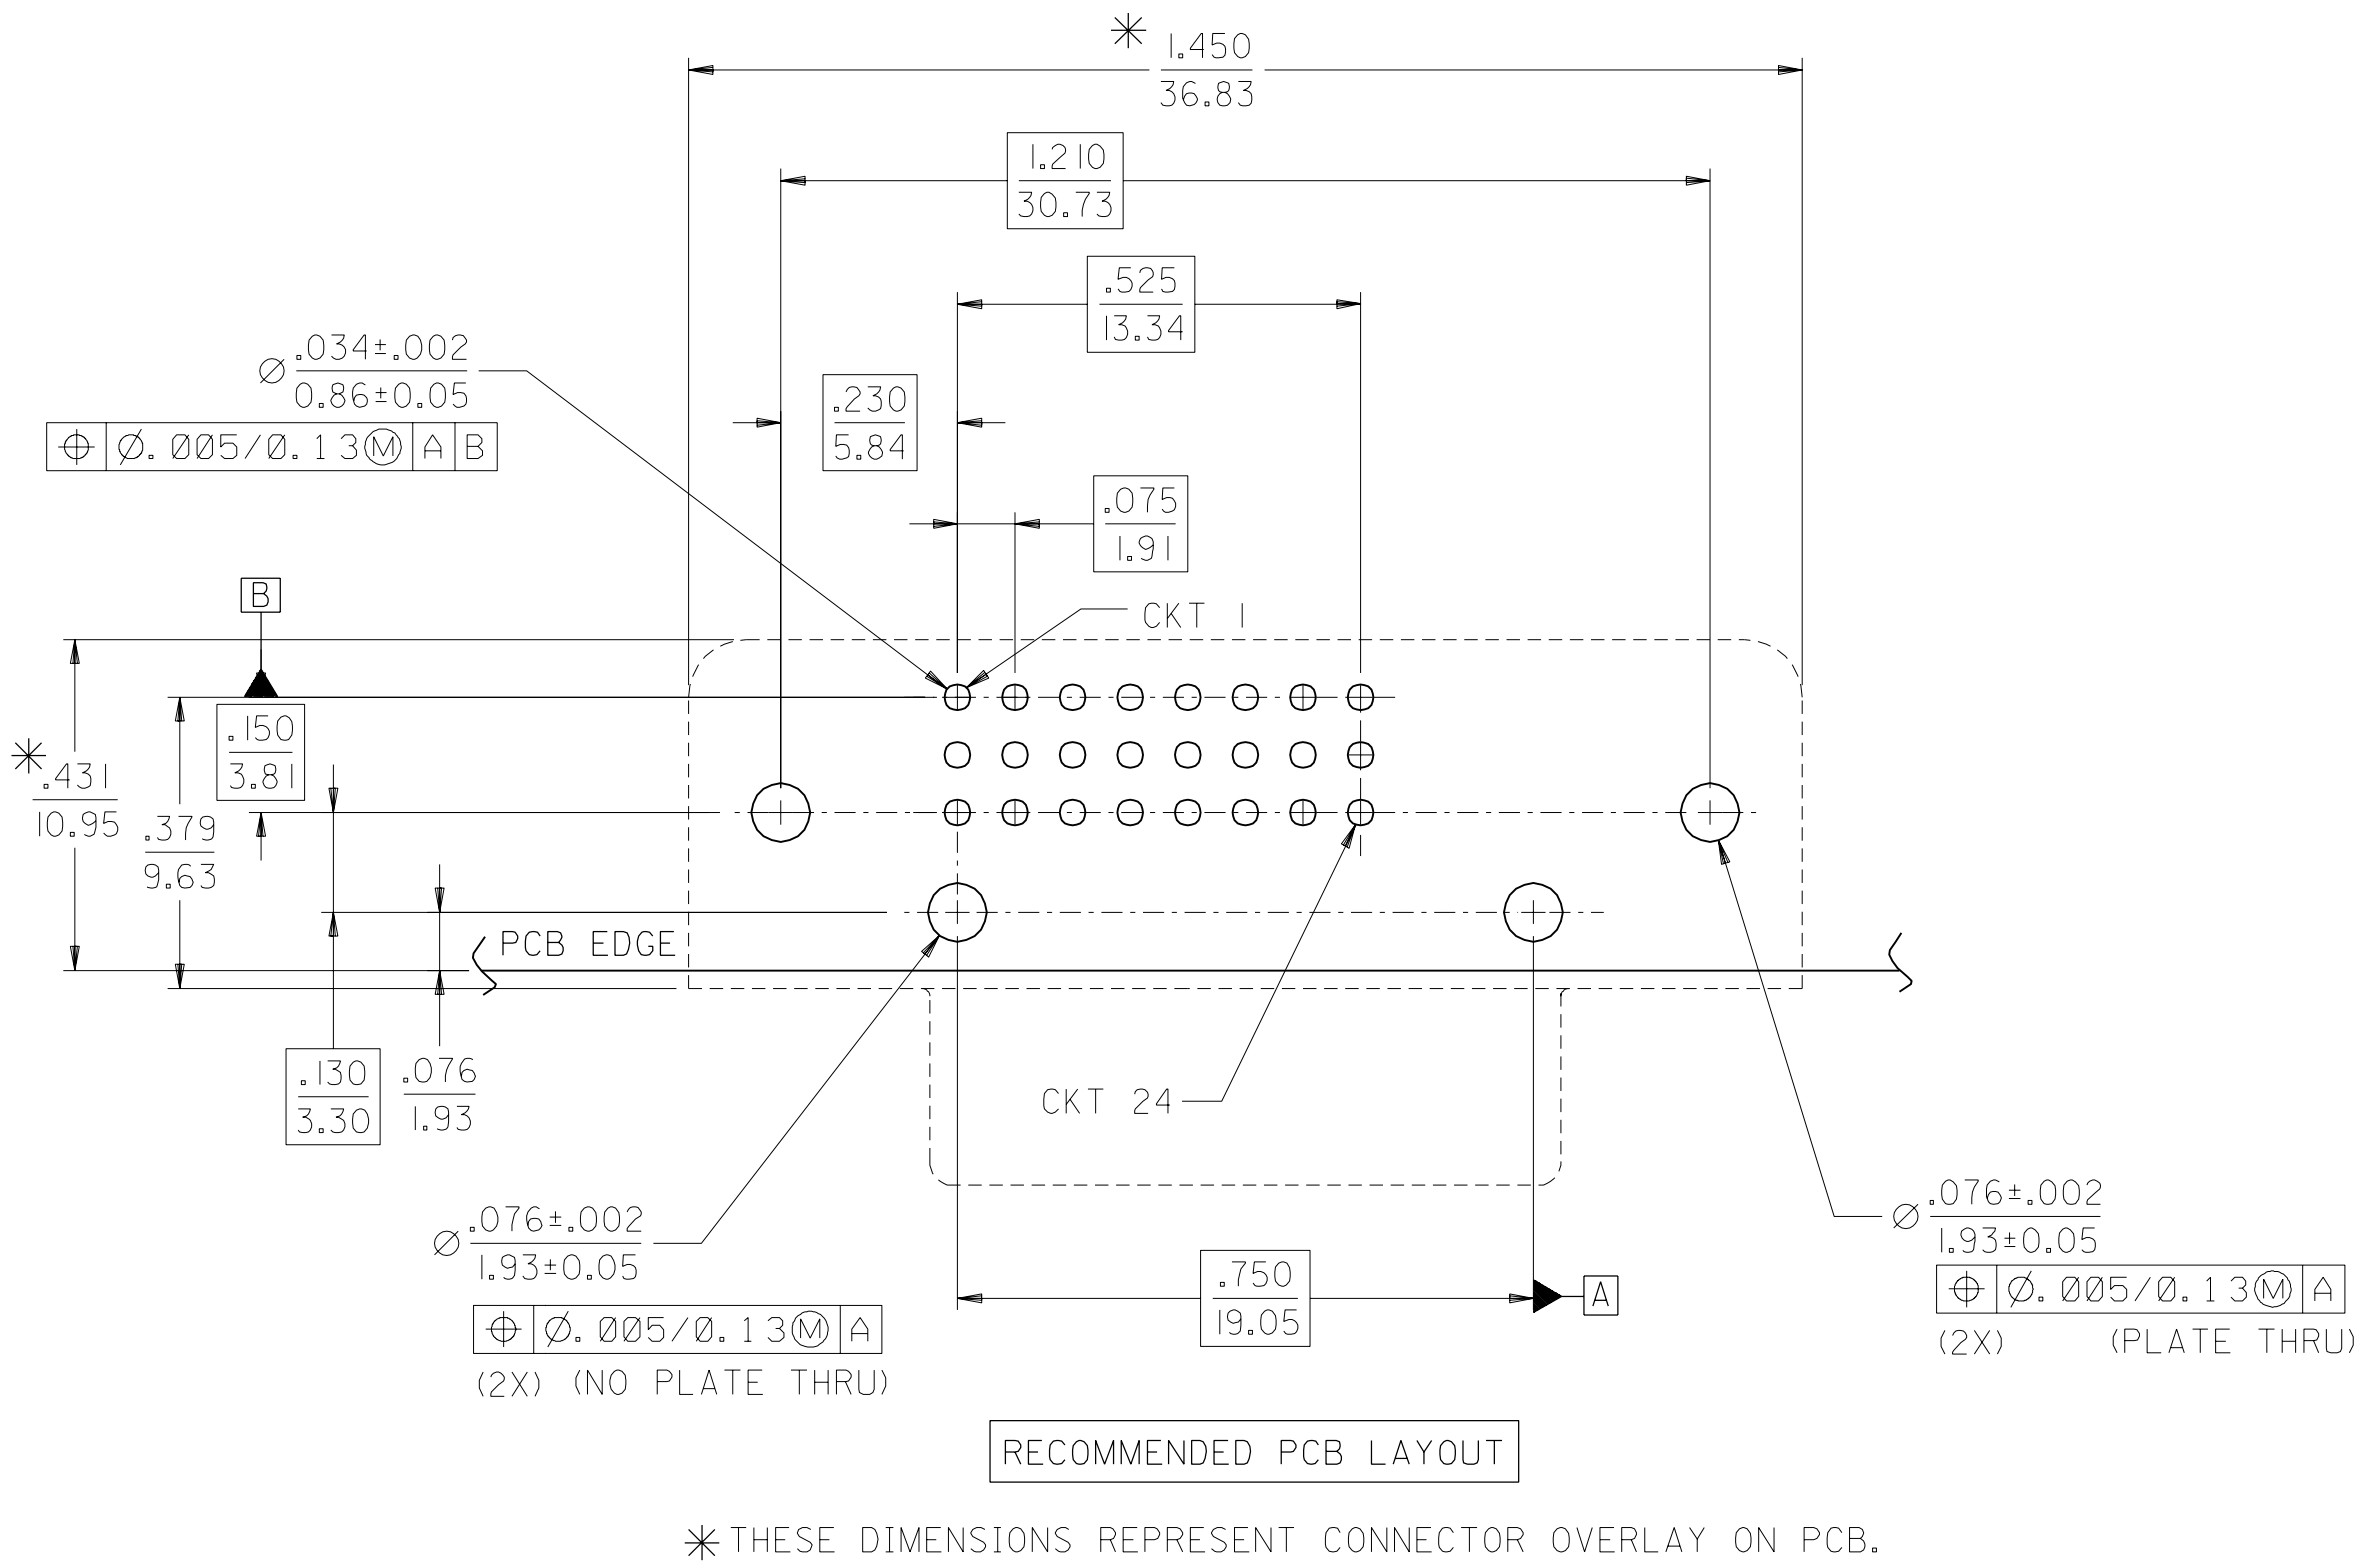 * 1.450
36.83
1.210
30.73
.525
13.34
⌀ .034±.002
0.86±0.05
⌖ ⌀.005/0.13Ⓜ A B
.230
5.84
.075
1.91
B
CKT 1
.150
3.81
* .431
10.95
.379
9.63
PCB EDGE
.130
3.30
.076
1.93
CKT 24
⌀ .076±.002
1.93±0.05
⌖ ⌀.005/0.13Ⓜ A
(2X) (NO PLATE THRU)
.750
19.05
A
⌀ .076±.002
1.93±0.05
⌖ ⌀.005/0.13Ⓜ A
(2X) (PLATE THRU)
RECOMMENDED PCB LAYOUT
* THESE DIMENSIONS REPRESENT CONNECTOR OVERLAY ON PCB.